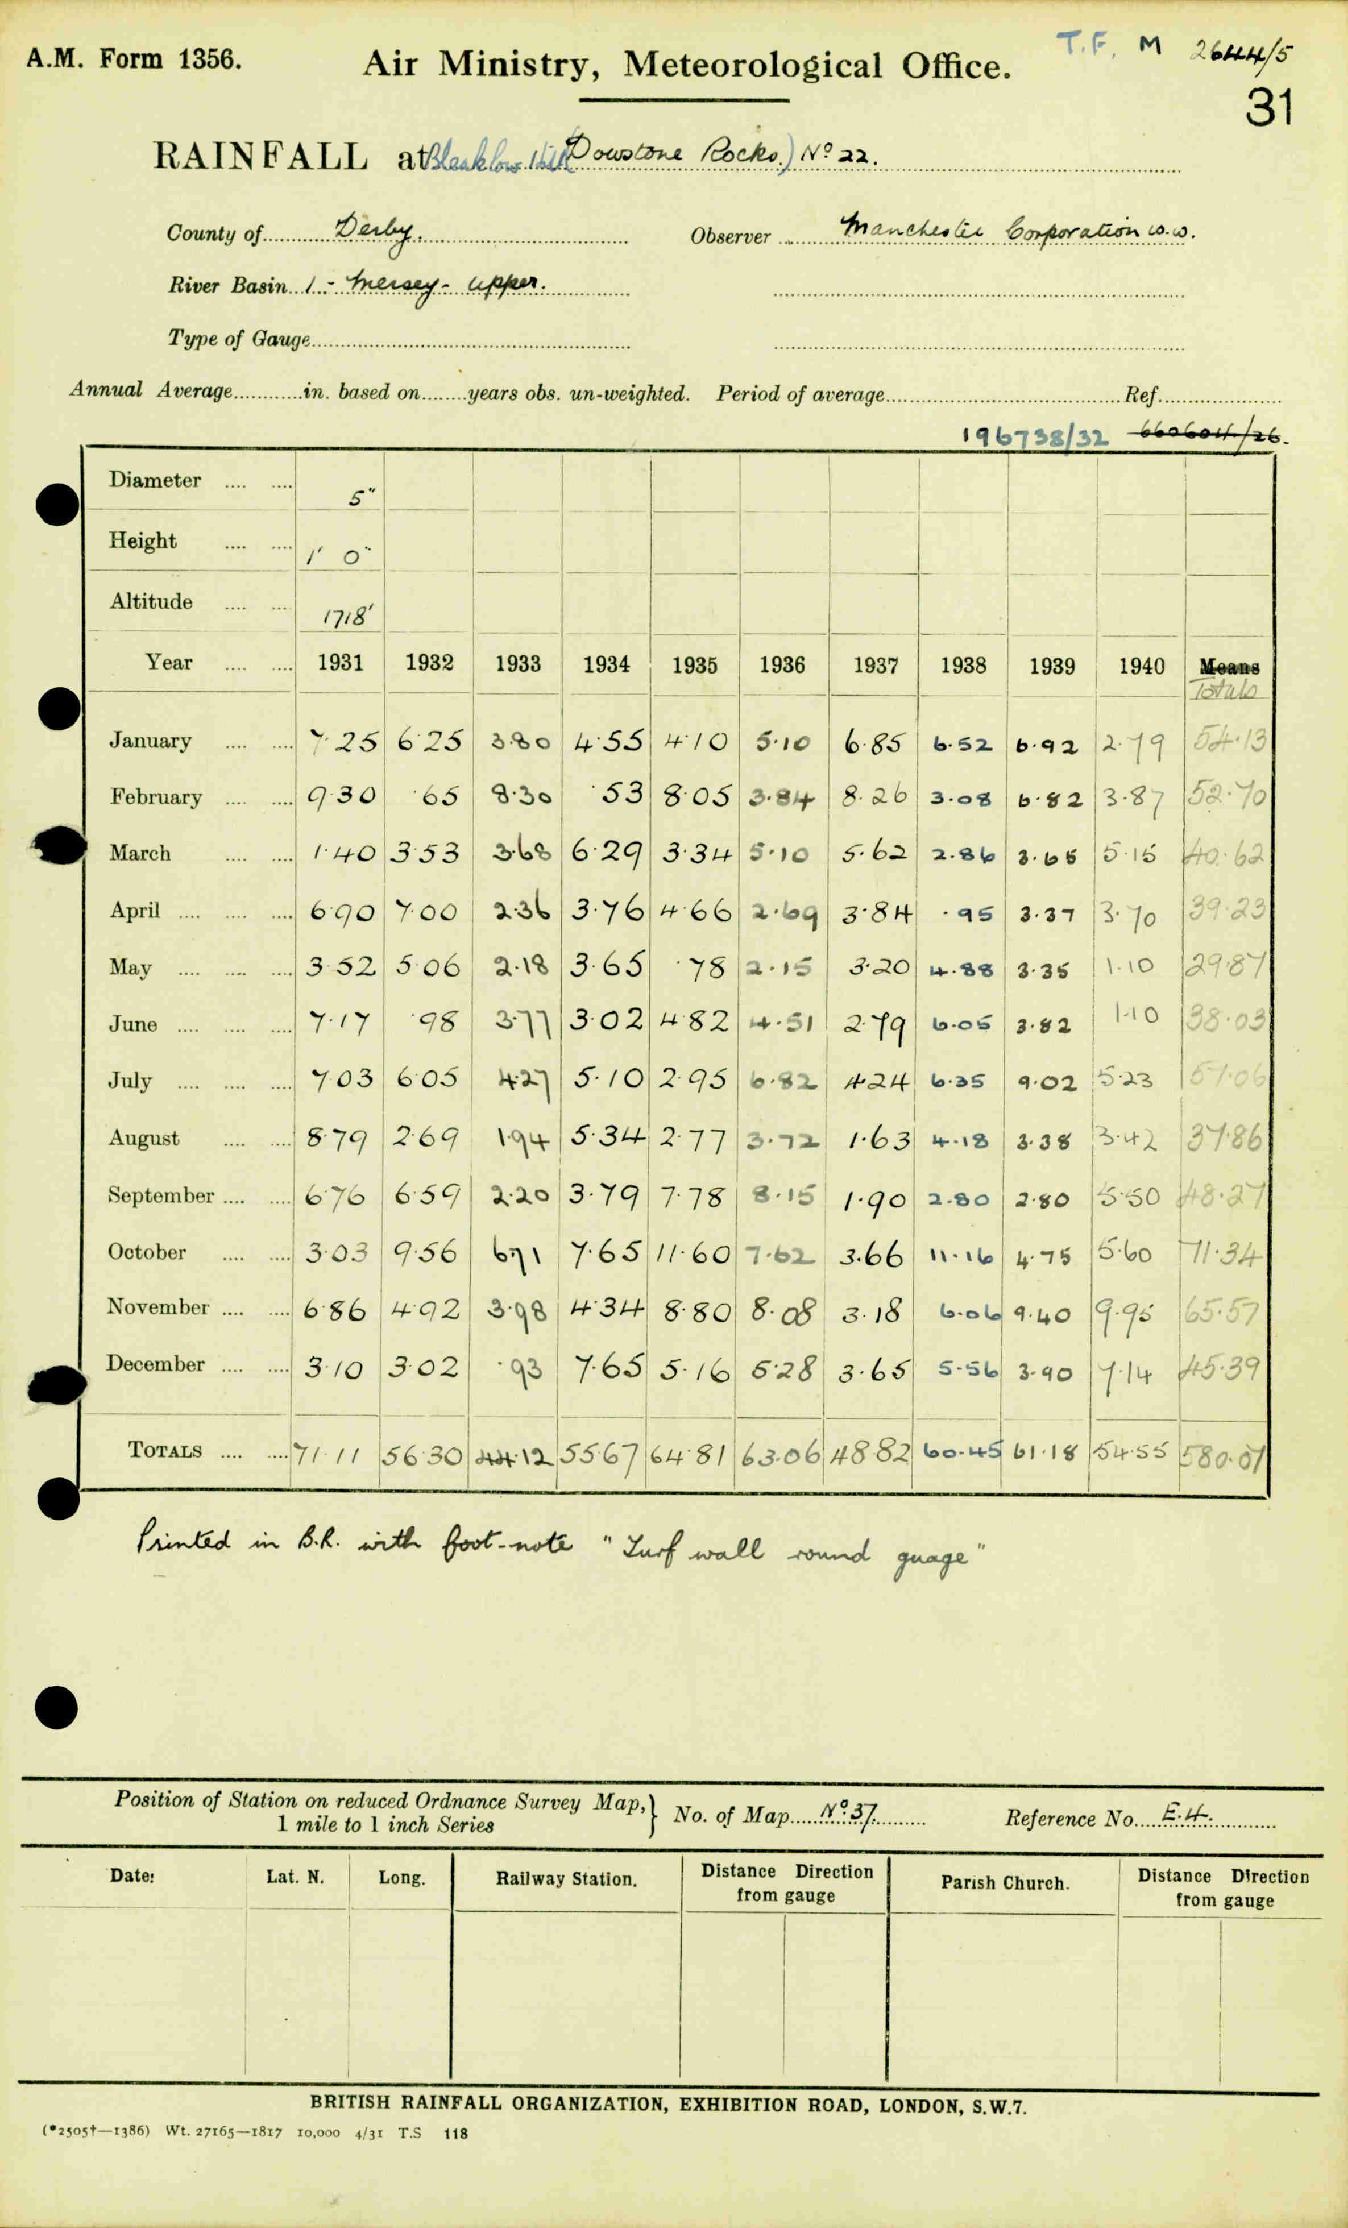 A.M. Form 1356.
Air Ministry, Meteorological Office.
T.F. M 2644/5
31
RAINFALL at Bleaklow Hill (Dowstone Rocks.) No 22.
County of Derby. Observer Manchester Corporation W.W.
River Basin 1 - Mersey - Upper.
Type of Gauge
Annual Average in. based on years obs. un-weighted. Period of average Ref.
196738/32 660604/26.
Diameter 5"
Height 1' 0"
Altitude 1718'
Year 1931 1932 1933 1934 1935 1936 1937 1938 1939 1940 Means
Totals
January 7.25 6.25 3.80 4.55 4.10 5.10 6.85 6.52 6.92 2.79 54.13
February 9.30 .65 8.30 .53 8.05 3.84 8.26 3.08 6.82 3.87 52.70
March 1.40 3.53 3.68 6.29 3.34 5.10 5.62 2.86 3.65 5.15 40.62
April 6.90 7.00 2.36 3.76 4.66 2.69 3.84 .95 3.37 3.70 39.23
May 3.52 5.06 2.18 3.65 .78 2.15 3.20 4.88 3.35 1.10 29.87
June 7.17 .98 3.77 3.02 4.82 4.51 2.79 6.05 3.82 1.10 38.03
July 7.03 6.05 4.27 5.10 2.95 6.82 4.24 6.35 9.02 5.23 57.06
August 8.79 2.69 1.94 5.34 2.77 3.72 1.63 4.18 3.38 3.42 37.86
September 6.76 6.59 2.20 3.79 7.78 8.15 1.90 2.80 2.80 5.50 48.27
October 3.03 9.56 6.71 7.65 11.60 7.62 3.66 11.16 4.75 5.60 71.34
November 6.86 4.92 3.98 4.34 8.80 8.08 3.18 6.06 9.40 9.95 65.57
December 3.10 3.02 .93 7.65 5.16 5.28 3.65 5.56 3.90 7.14 45.39
TOTALS 71.11 56.30 44.12 55.67 64.81 63.06 48.82 60.45 61.18 54.55 580.07
Printed in B.R. with foot-note "Turf wall round guage"
Position of Station on reduced Ordnance Survey Map, 1 mile to 1 inch Series } No. of Map No. 37. Reference No. E.4.
Date: Lat. N. Long. Railway Station. Distance Direction from gauge Parish Church. Distance Direction from gauge
BRITISH RAINFALL ORGANIZATION, EXHIBITION ROAD, LONDON, S.W.7.
(*2505†—1386) Wt. 27165—1817 10,000 4/31 T.S 118